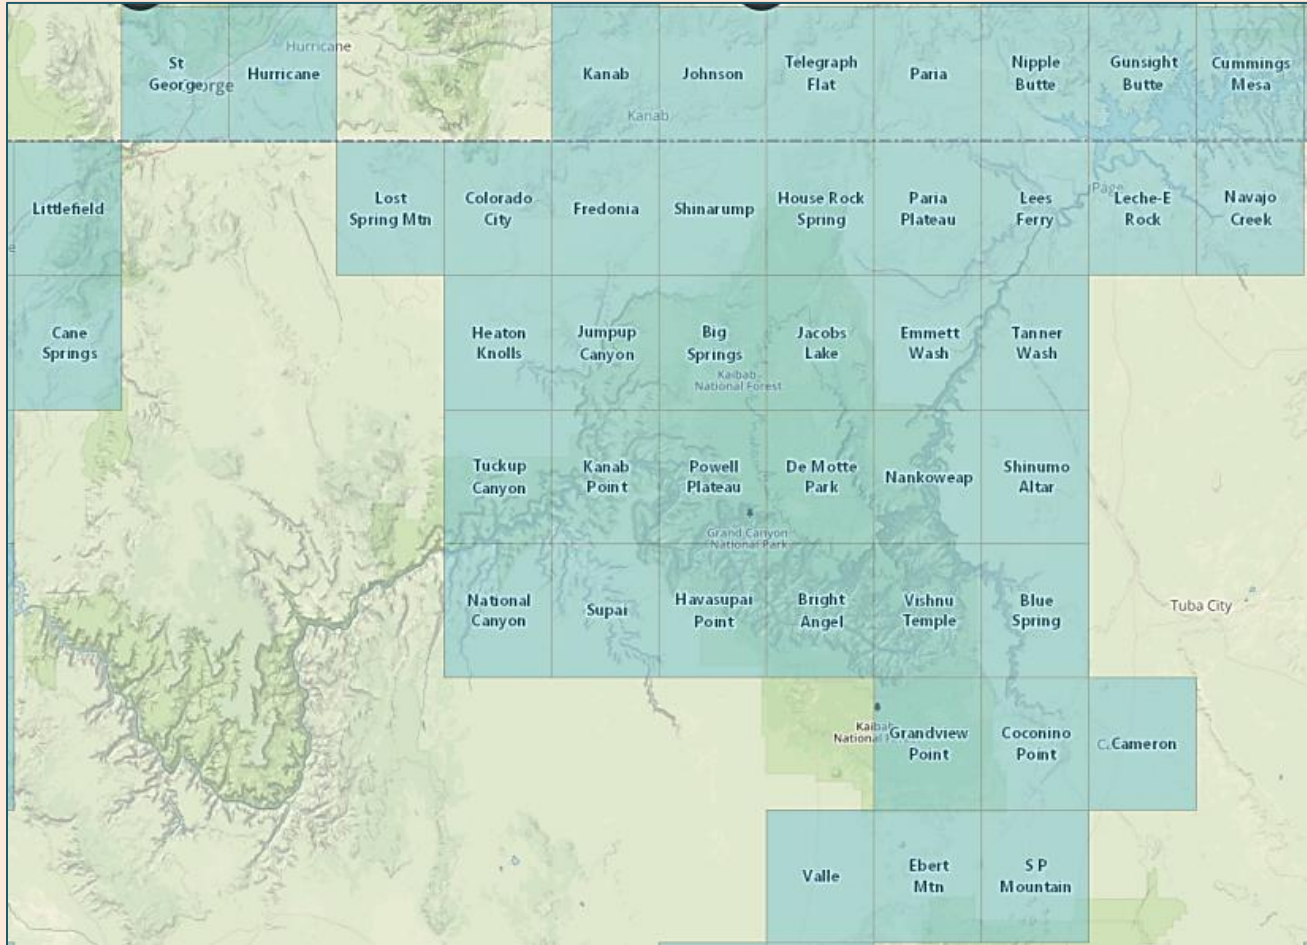 Hurricane
St
George
Hurricane
Kanab
Johnson
Telegraph
Flat
Paria
Nipple
Butte
Gunsight
Butte
Cummings
Mesa
Kanab
Littlefield
Lost
Spring Mtn
Colorado
City
Fredonia
Shinarump
House Rock
Spring
Paria
Plateau
Lees
Ferry
Page
Leche-E
Rock
Navajo
Creek
Cane
Springs
Heaton
Knolls
Jumpup
Canyon
Big
Springs
Jacobs
Lake
Emmett
Wash
Tanner
Wash
Kaibab
National Forest
Tuckup
Canyon
Kanab
Point
Powell
Plateau
De Motte
Park
Nankoweap
Shinumo
Altar
Grand Canyon
National Park
National
Canyon
Supai
Havasupai
Point
Bright
Angel
Vishnu
Temple
Blue
Spring
Tuba City
Kaibab
National
Grandview
Point
Coconino
Point
Cameron
Valle
Ebert
Mtn
S P
Mountain